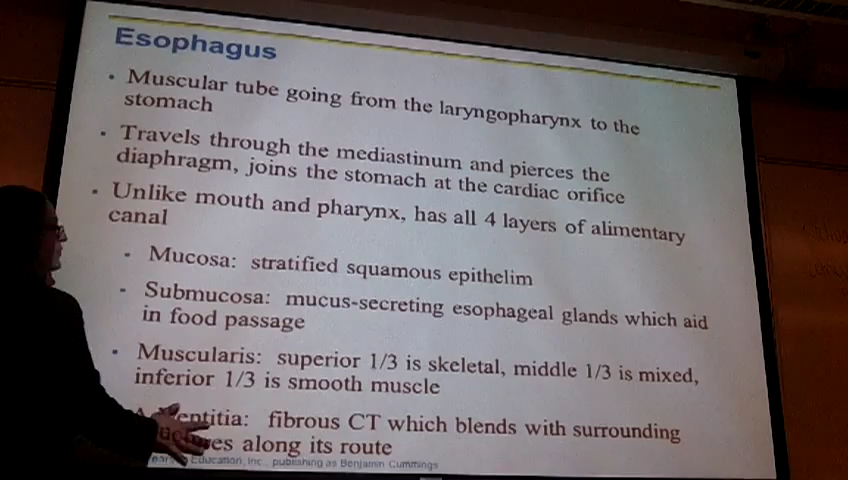 Esophagus
• Muscular tube going from the laryngopharynx to the
stomach
• Travels through the mediastinum and pierces the
diaphragm, joins the stomach at the cardiac orifice
• Unlike mouth and pharynx, has all 4 layers of alimentary
canal
• Mucosa: stratified squamous epithelim
• Submucosa: mucus-secreting esophageal glands which aid
in food passage
• Muscularis: superior 1/3 is skeletal, middle 1/3 is mixed,
inferior 1/3 is smooth muscle
fibrous CT which blends with surrounding
along its route
Education, Inc., publishing as Benjamin Cummings